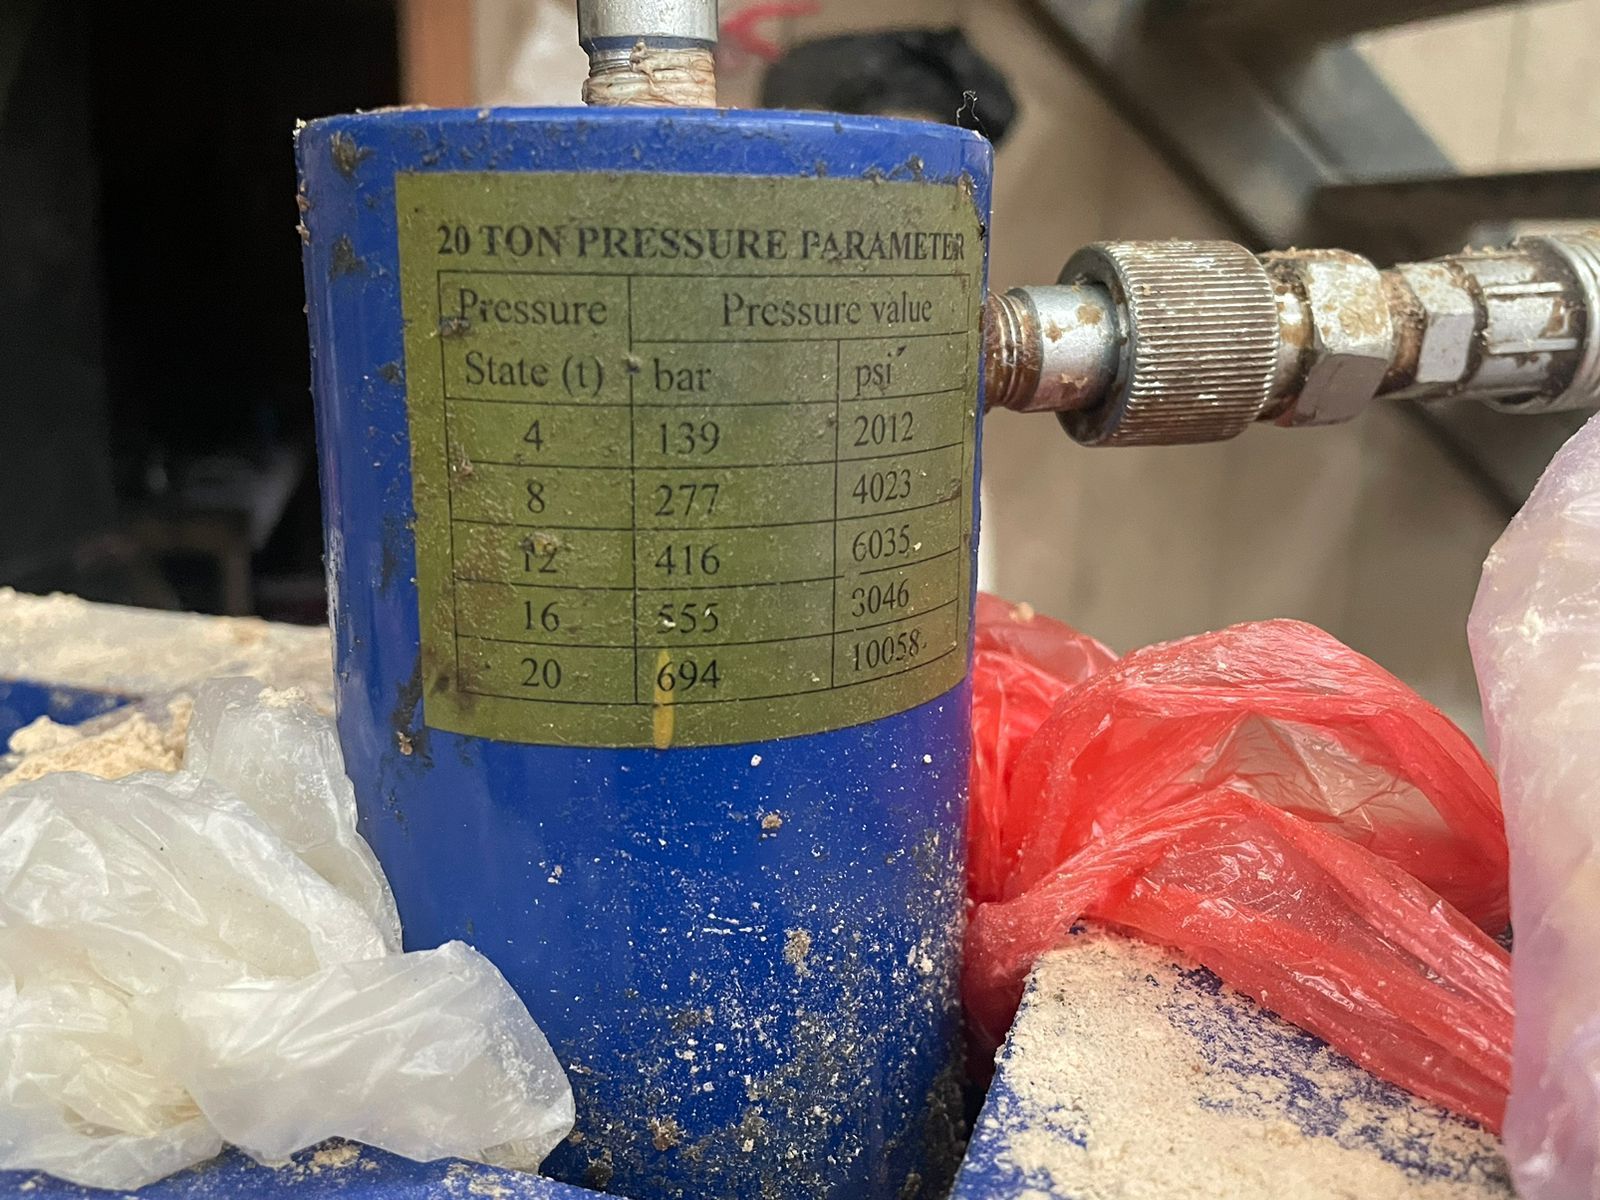 20 TON PRESSURE PARAMETER
Pressure Pressure value
State (t) bar psi
4 139 2012
8 277 4023
12 416 6035
16 555 3046
20 694 10058